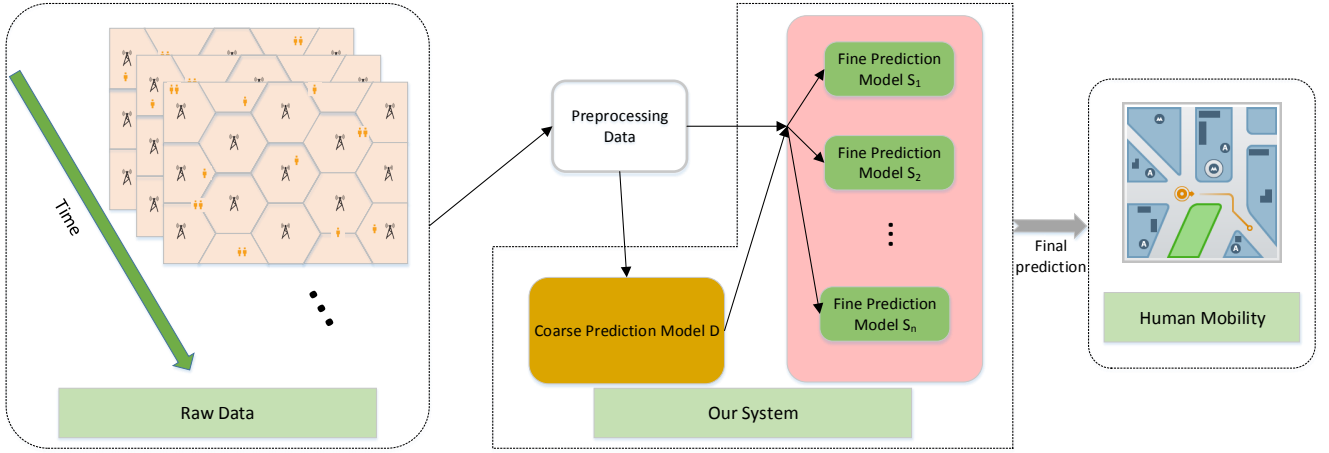 Time
Raw Data
Preprocessing
Data
Coarse Prediction Model D
Fine Prediction
Model S1
Fine Prediction
Model S2
Fine Prediction
Model Sn
Our System
Final
prediction
M
A
M
A
A
A
Human Mobility